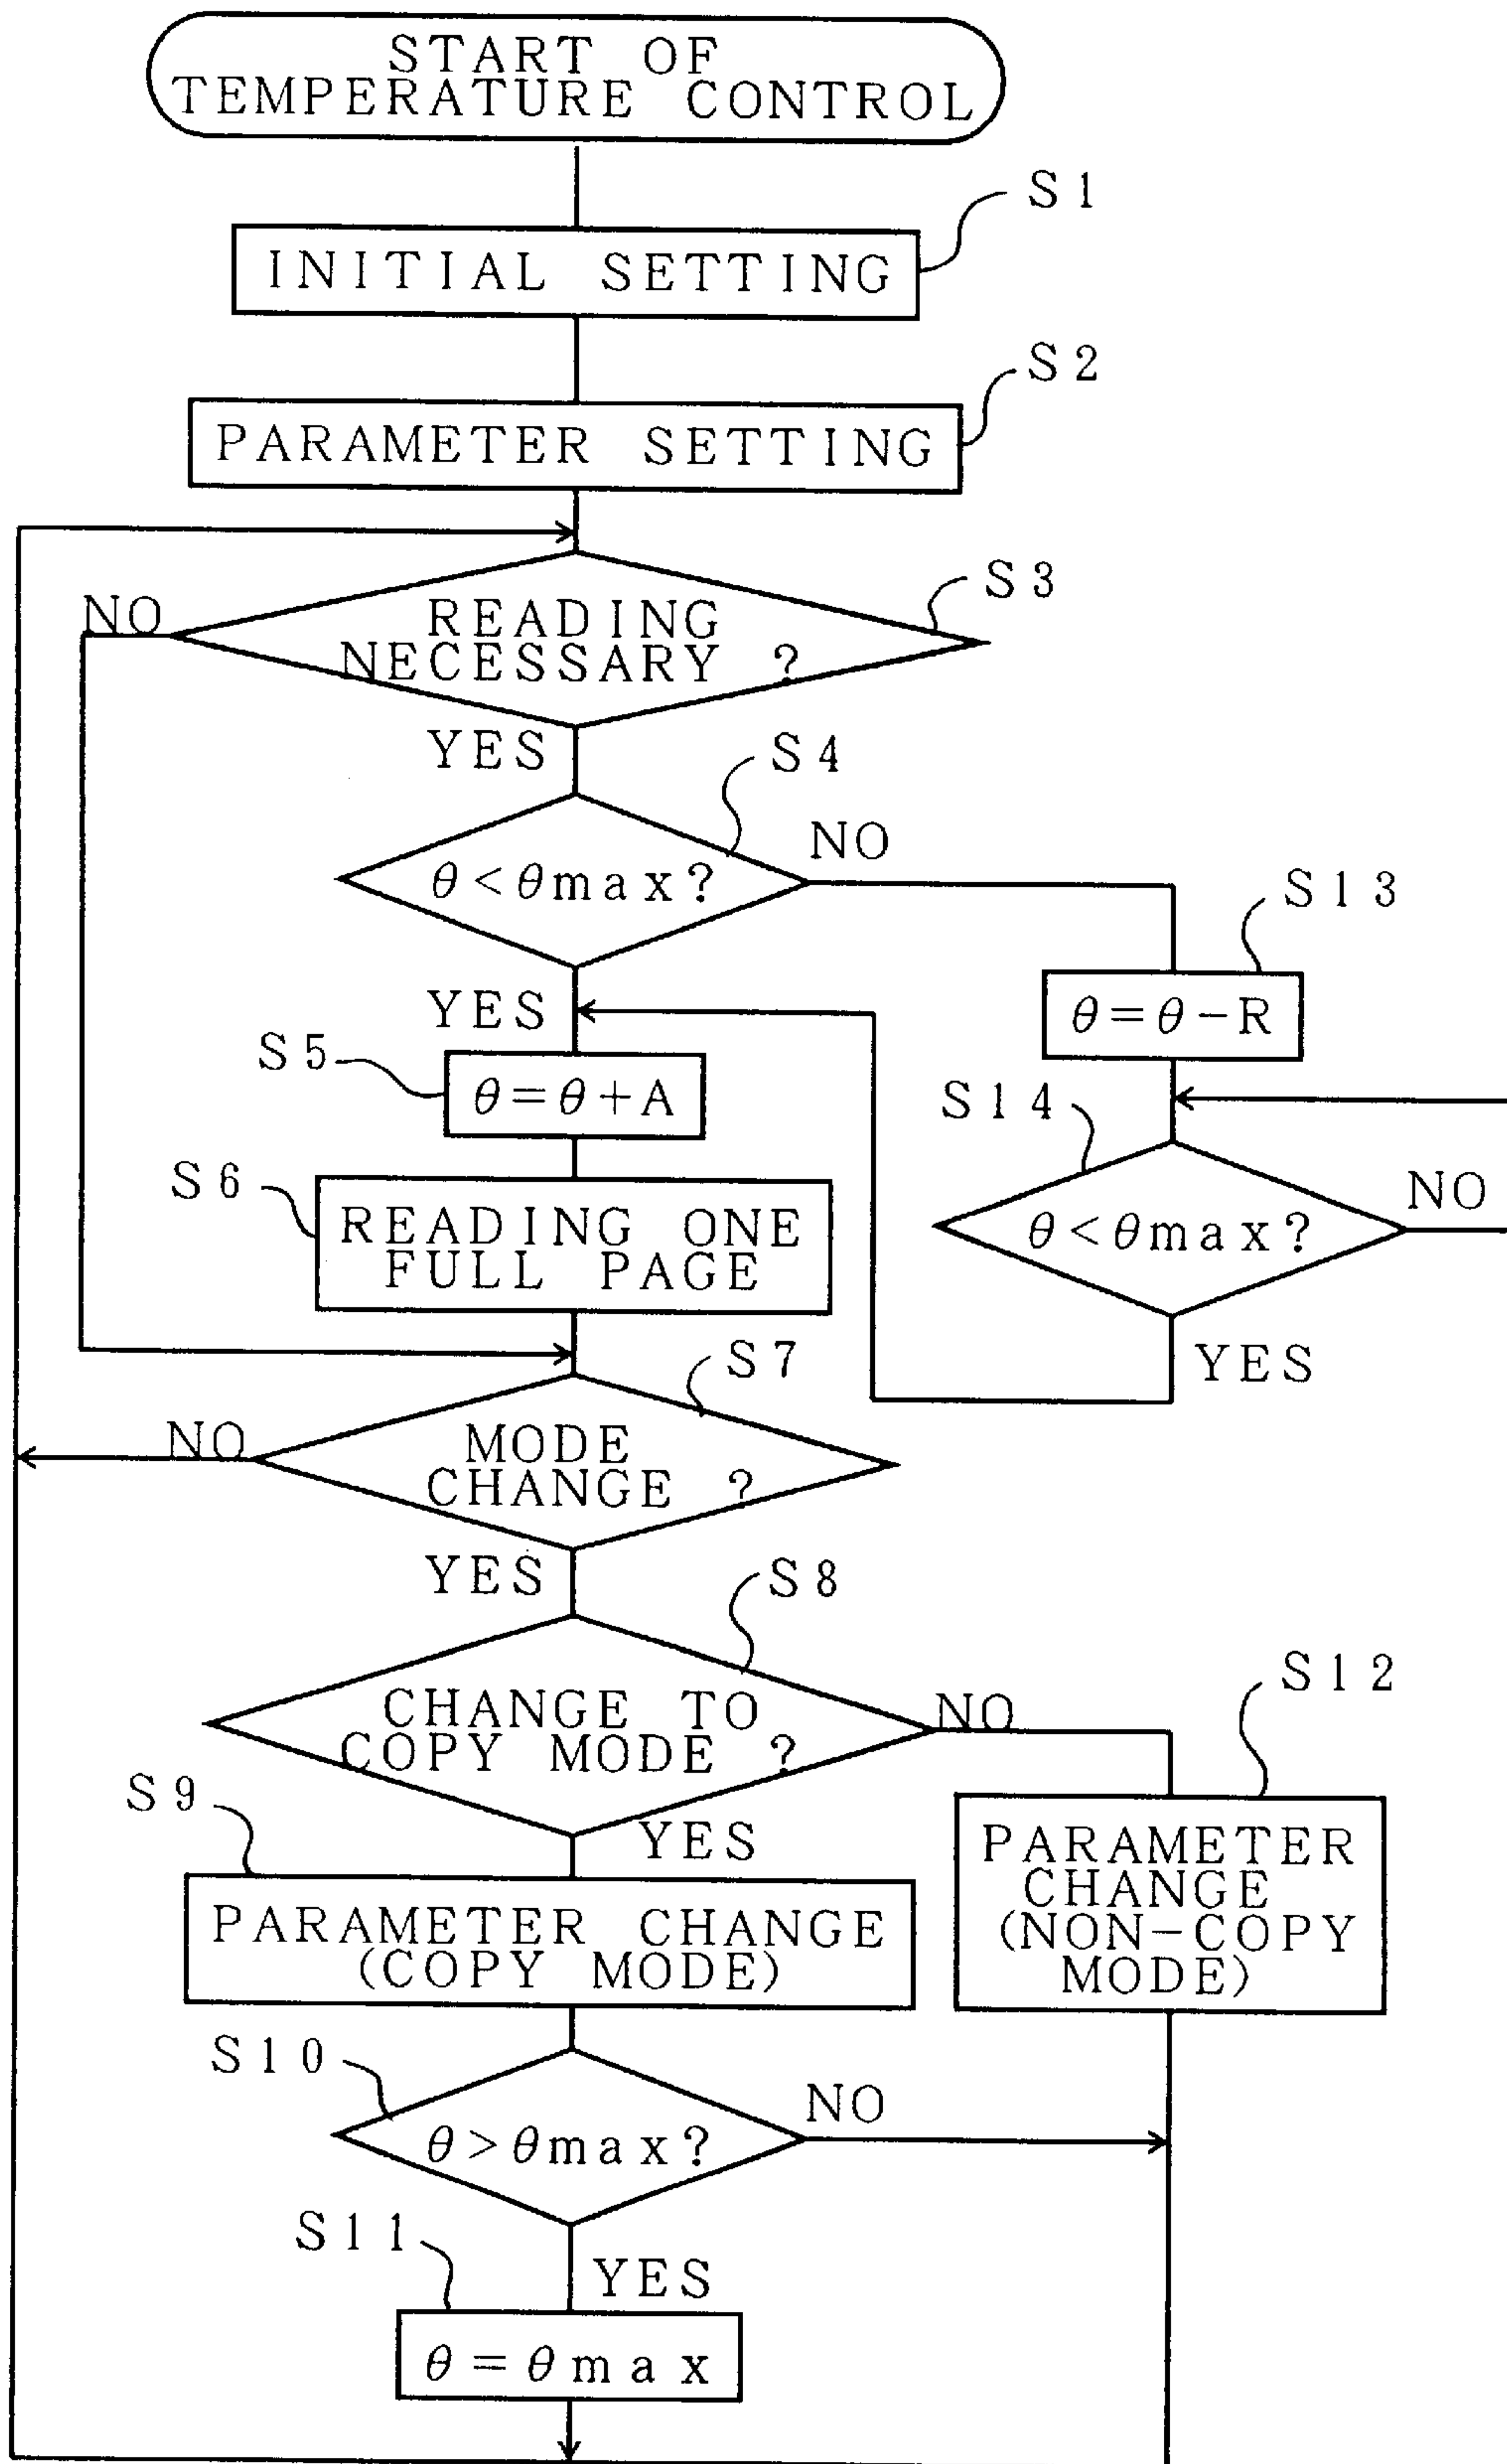 START OF
TEMPERATURE CONTROL
S1
INITIAL SETTING
S2
PARAMETER SETTING
S3
NO
READING
NECESSARY ?
YES
S4
NO
θ<θmax?
S13
YES
θ=θ-R
S5
θ=θ+A
S14
S6
NO
READING ONE
FULL PAGE
θ<θmax?
S7
YES
NO
MODE
CHANGE ?
YES
S8
S12
CHANGE TO
COPY MODE ?
NO
S9
YES
PARAMETER
CHANGE
(NON-COPY
MODE)
PARAMETER CHANGE
(COPY MODE)
S10
NO
θ>θmax?
S11
YES
θ=θmax